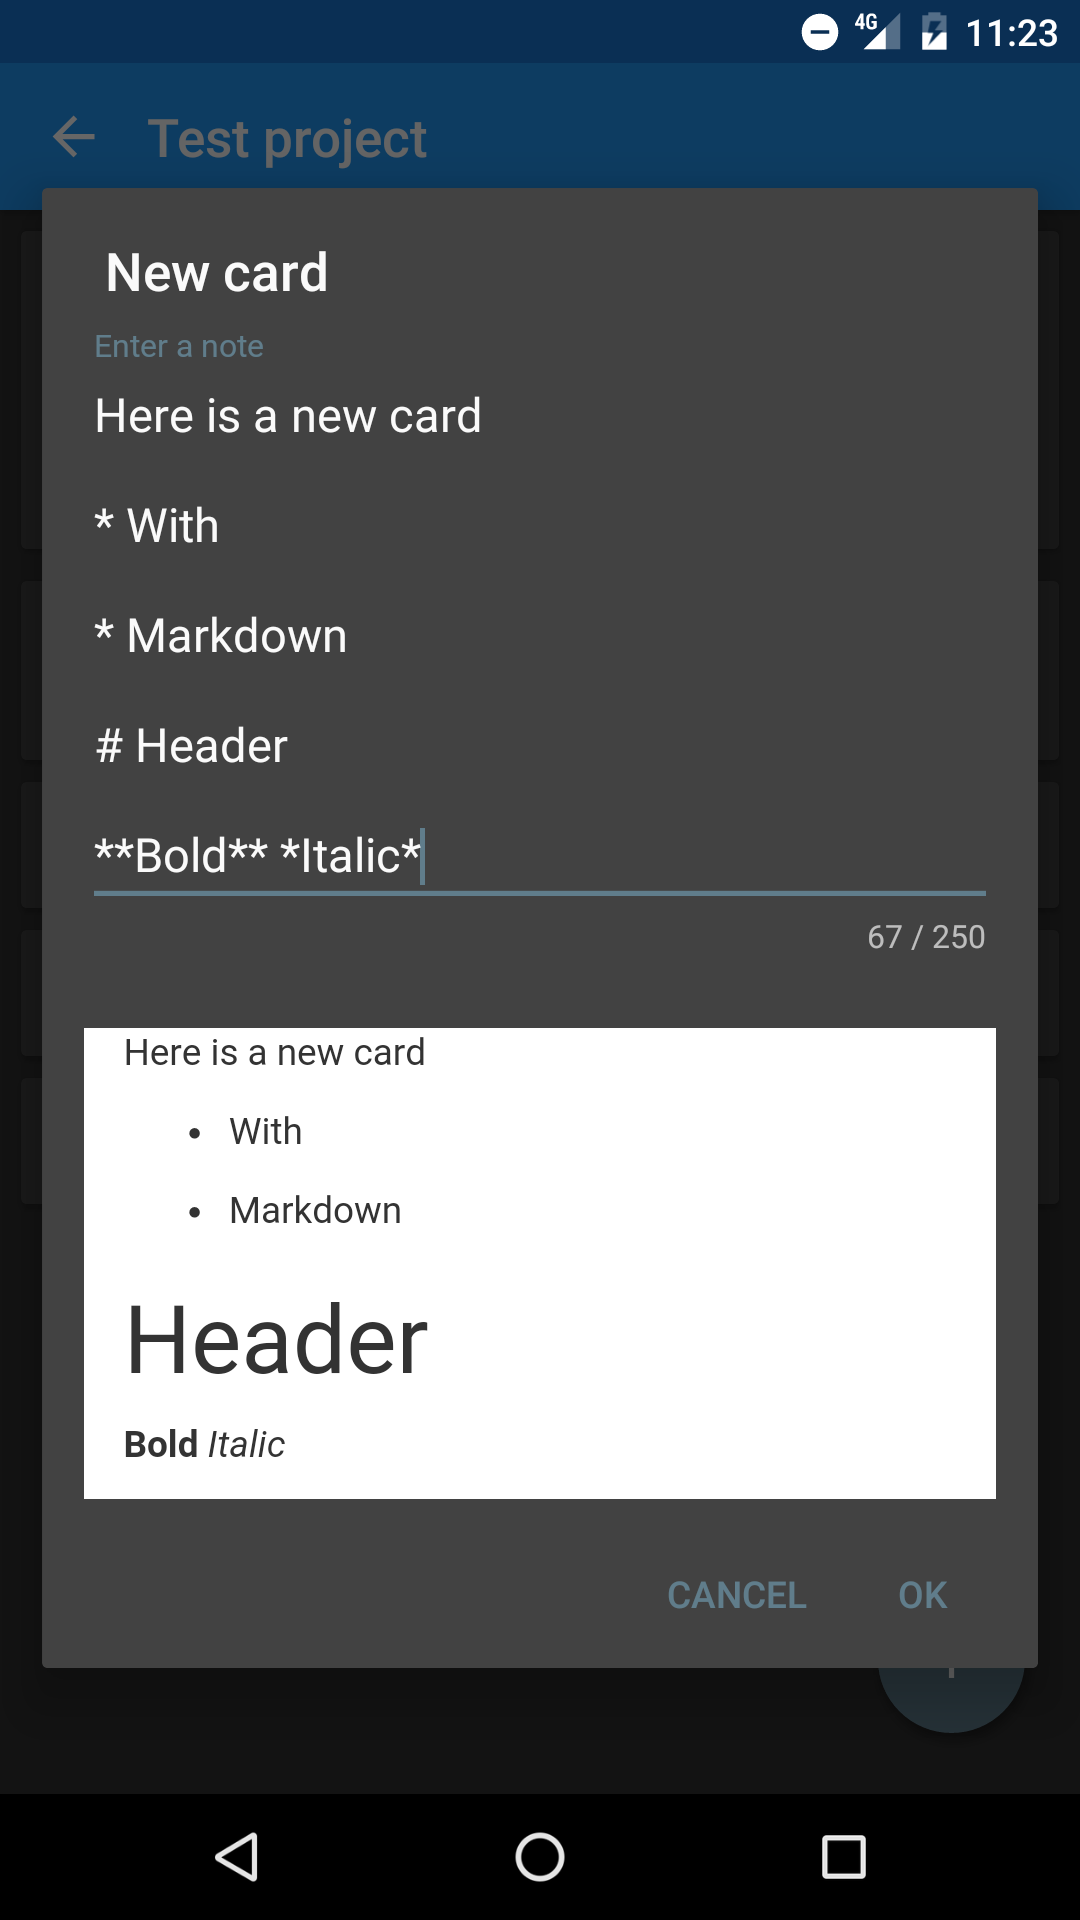 4G 11:23
Test project
New card
Enter a note
Here is a new card
* With
* Markdown
# Header
**Bold** *Italic*
67 / 250
Here is a new card
• With
• Markdown
Header
Bold Italic
CANCEL OK